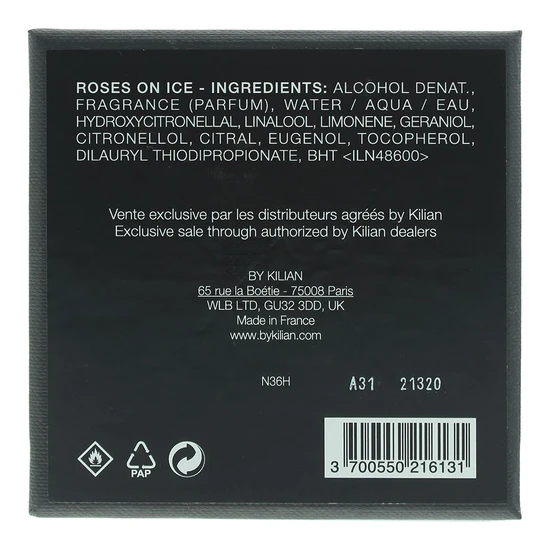 ROSES ON ICE - INGREDIENTS: ALCOHOL DENAT.,
FRAGRANCE (PARFUM), WATER / AQUA / EAU,
HYDROXYCITRONELLAL, LINALOOL, LIMONENE, GERANIOL,
CITRONELLOL, CITRAL, EUGENOL, TOCOPHEROL,
DILAURYL THIODIPROPIONATE, BHT <ILN48600>
Vente exclusive par les distributeurs agréés by Kilian
Exclusive sale through authorized by Kilian dealers
BY KILIAN
65 rue la Boétie - 75008 Paris
WLB LTD, GU32 3DD, UK
Made in France
www.bykilian.com
N36H A31 21320
PAP
3 700550 216131